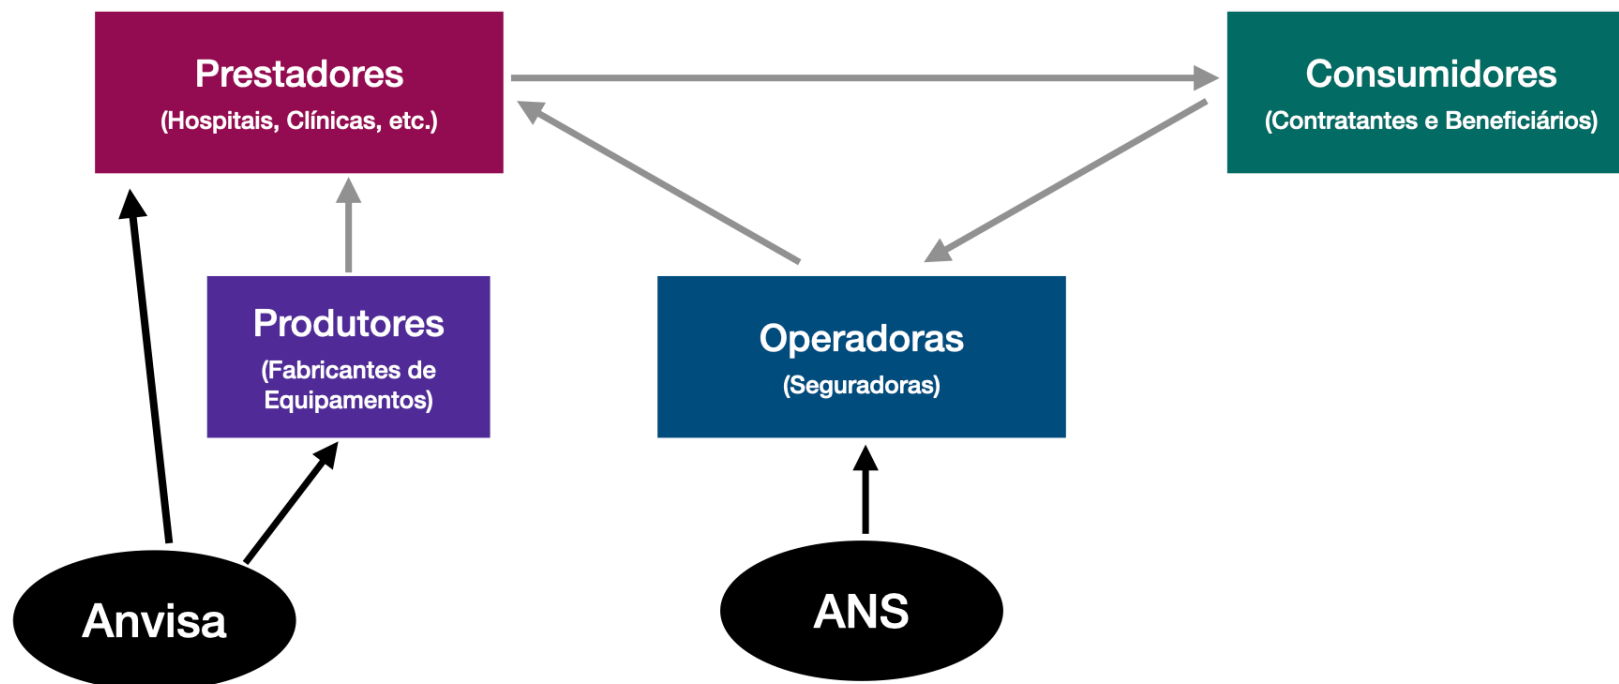 Prestadores
(Hospitais, Clínicas, etc.)
Consumidores
(Contratantes e Beneficiários)
Produtores
(Fabricantes de
Equipamentos)
Operadoras
(Seguradoras)
Anvisa
ANS